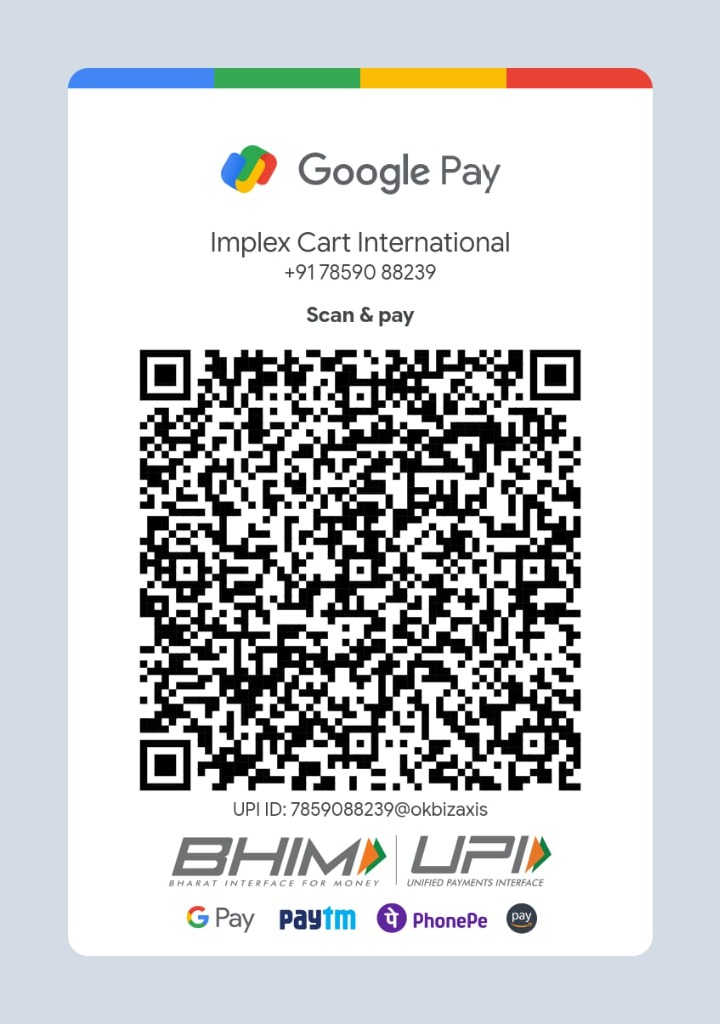 Google Pay
Implex Cart International
+91 78590 88239
Scan & pay
UPI ID: 7859088239@okbizaxis
BHIM UPI
BHARAT INTERFACE FOR MONEY UNIFIED PAYMENTS INTERFACE
G Pay paytm पे PhonePe pay